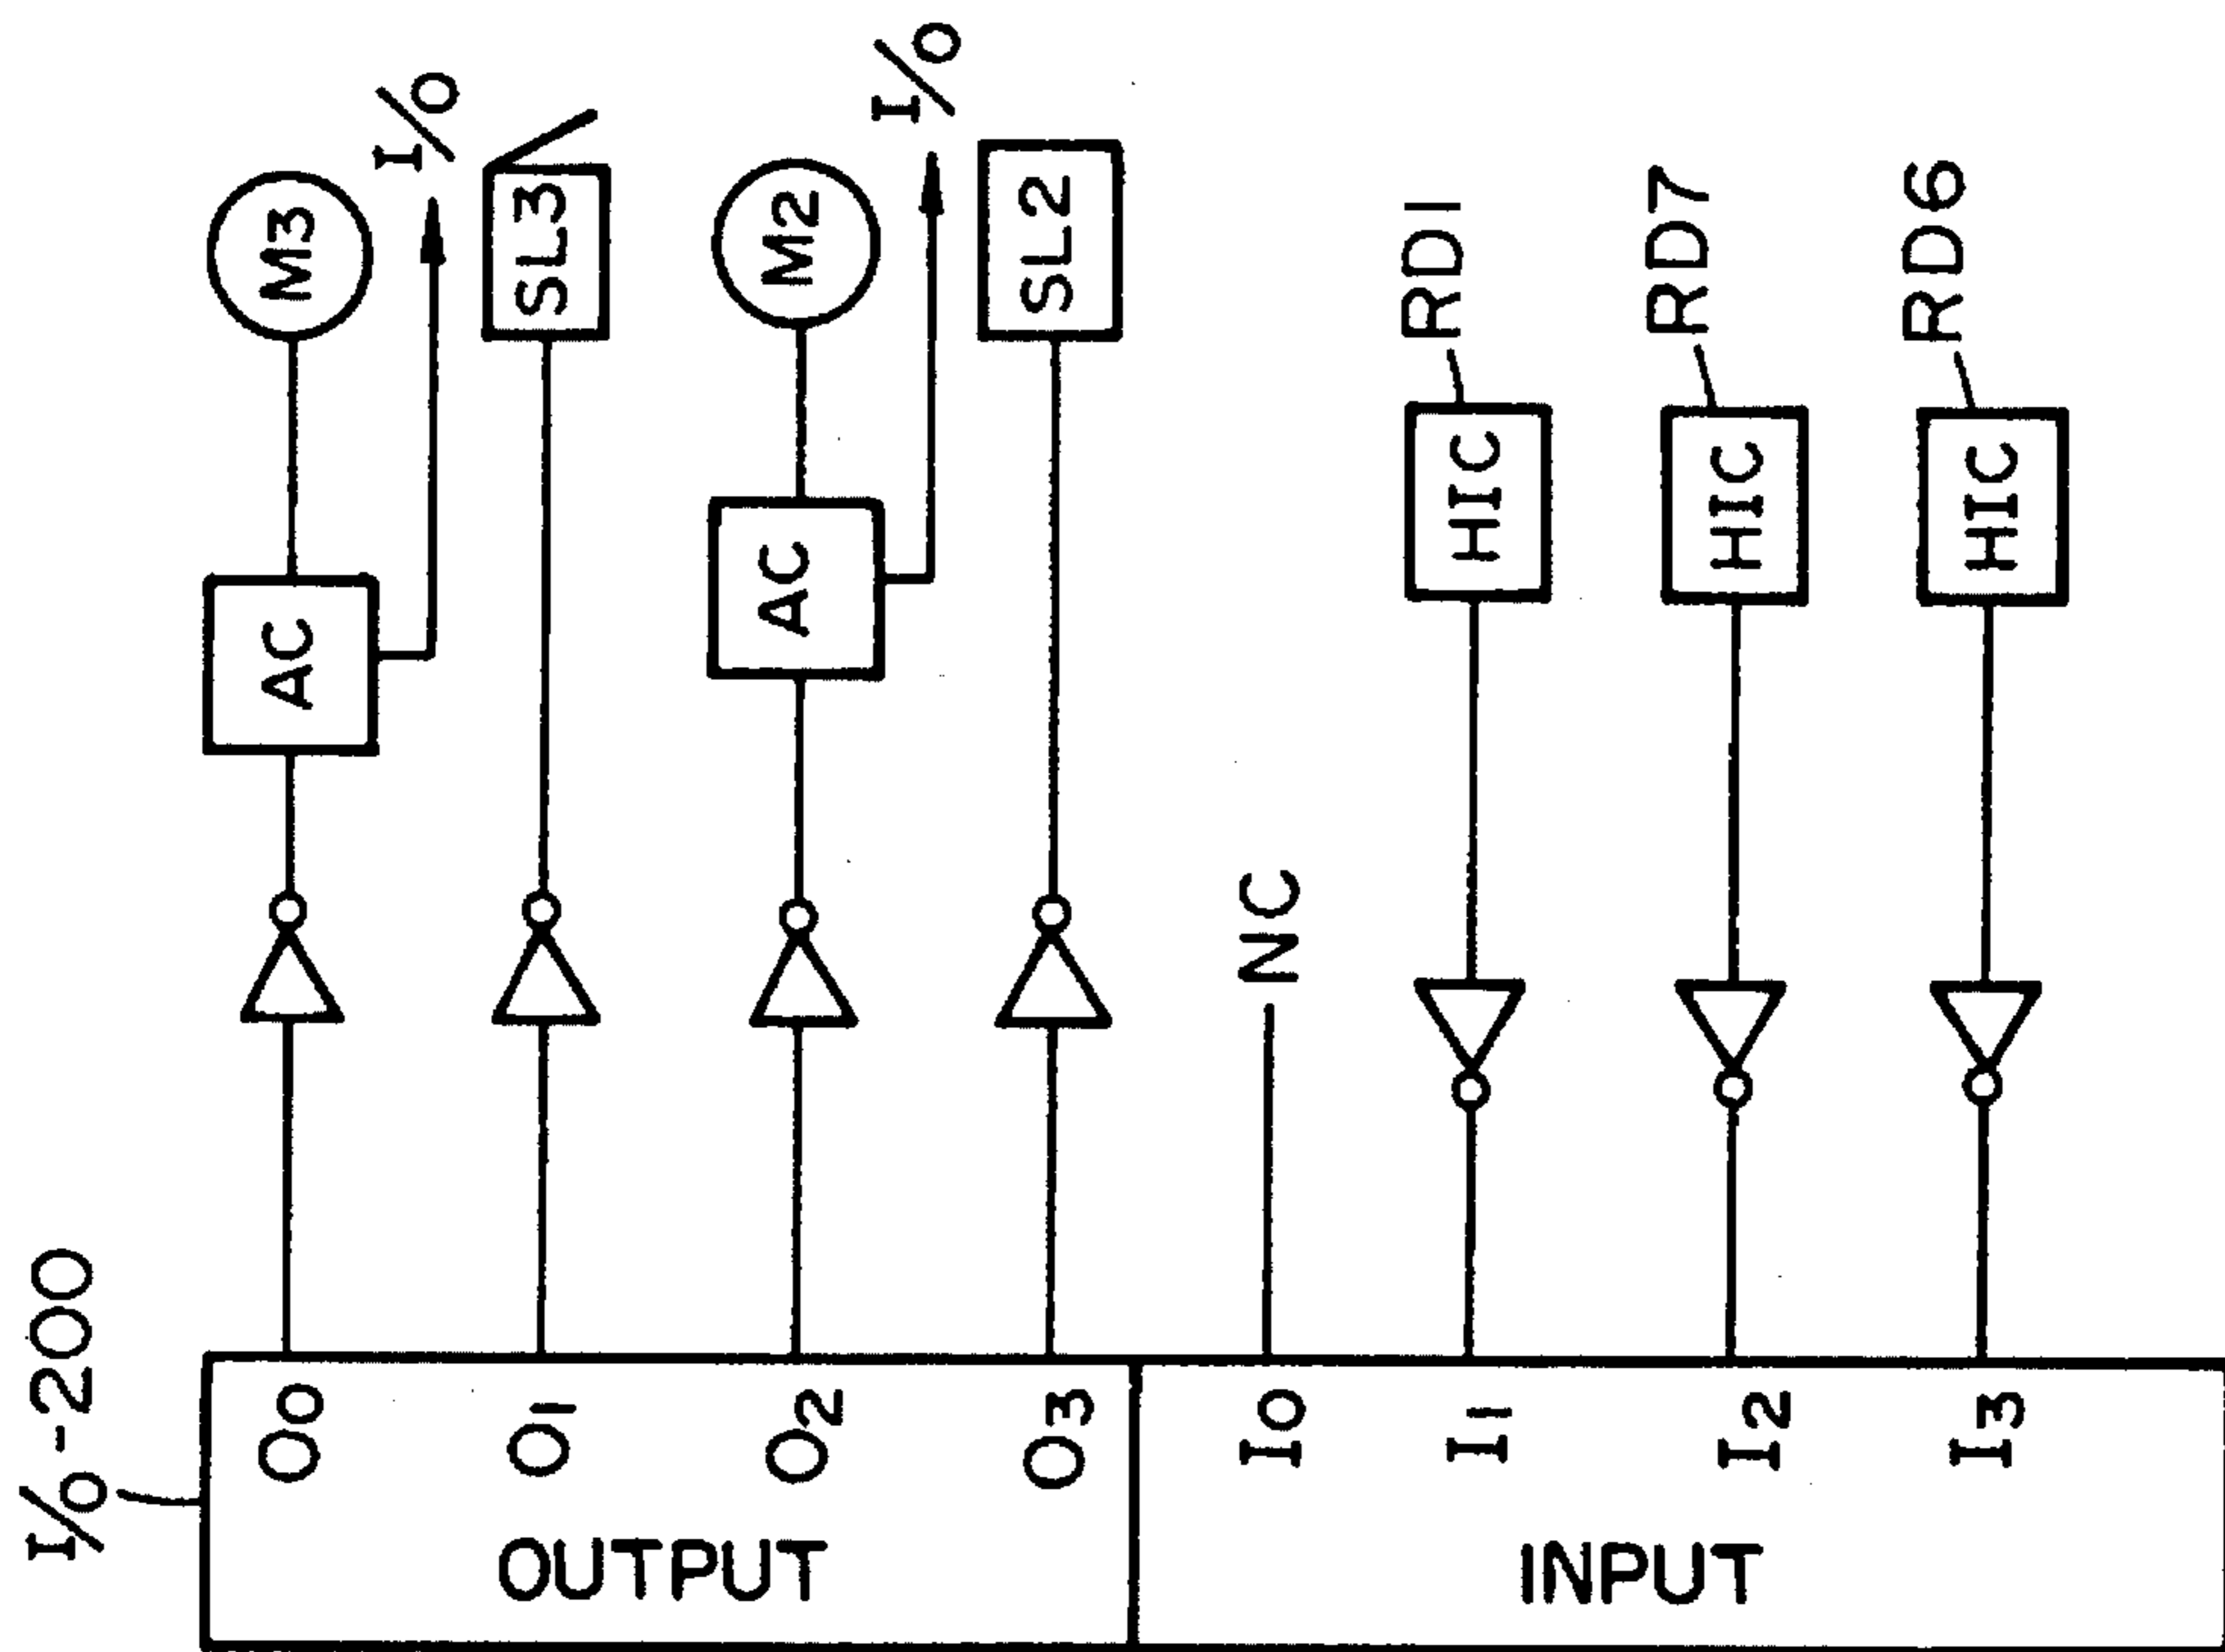 I/O-200
OUTPUT
O0
O1
O2
O3
INPUT
I0
I1
I2
I3
AC
M3
I/O
SL3
AC
M2
I/O
SL2
NC
HIC
RD1
HIC
RD7
HIC
RD6